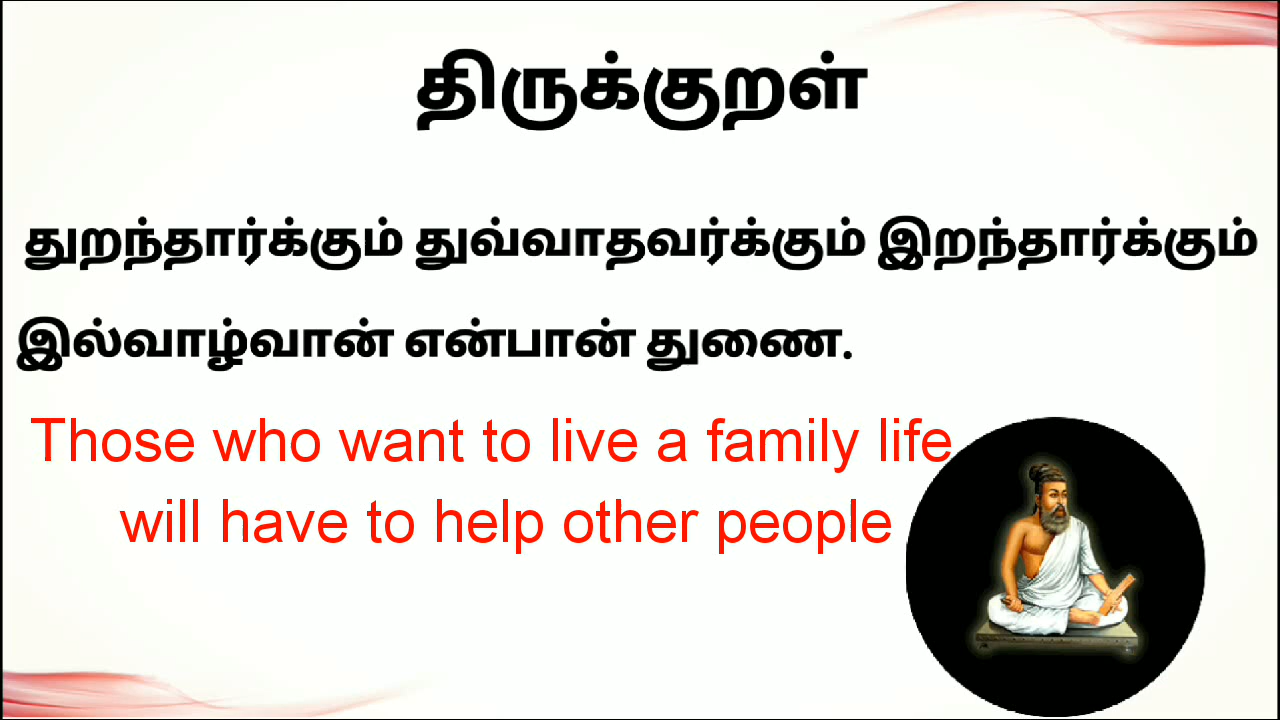 திருக்குறள்
துறந்தார்க்கும் துவ்வாதவர்க்கும் இறந்தார்க்கும்
இல்வாழ்வான் என்பான் துணை.
Those who want to live a family life
will have to help other people